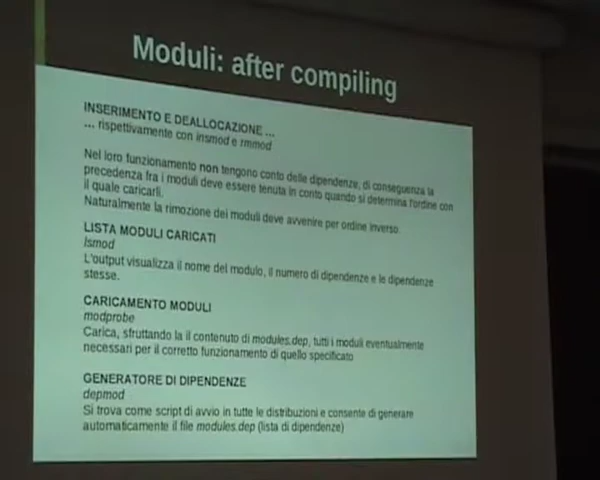 Moduli: after compiling
INSERIMENTO E DEALLOCAZIONE ...
... rispettivamente con insmod e rmmod
Nel loro funzionamento non tengono conto delle dipendenze, di conseguenza la
precedenza fra i moduli deve essere tenuta in conto quando si determina l'ordine con
il quale caricarli.
Naturalmente la rimozione dei moduli deve avvenire per ordine inverso.
LISTA MODULI CARICATI
lsmod
L'output visualizza il nome del modulo, il numero di dipendenze e le dipendenze
stesse.
CARICAMENTO MODULI
modprobe
Carica, sfruttando la il contenuto di modules.dep, tutti i moduli eventualmente
necessari per il corretto funzionamento di quello specificato
GENERATORE DI DIPENDENZE
depmod
Si trova come script di avvio in tutte le distribuzioni e consente di generare
automaticamente il file modules.dep (lista di dipendenze)